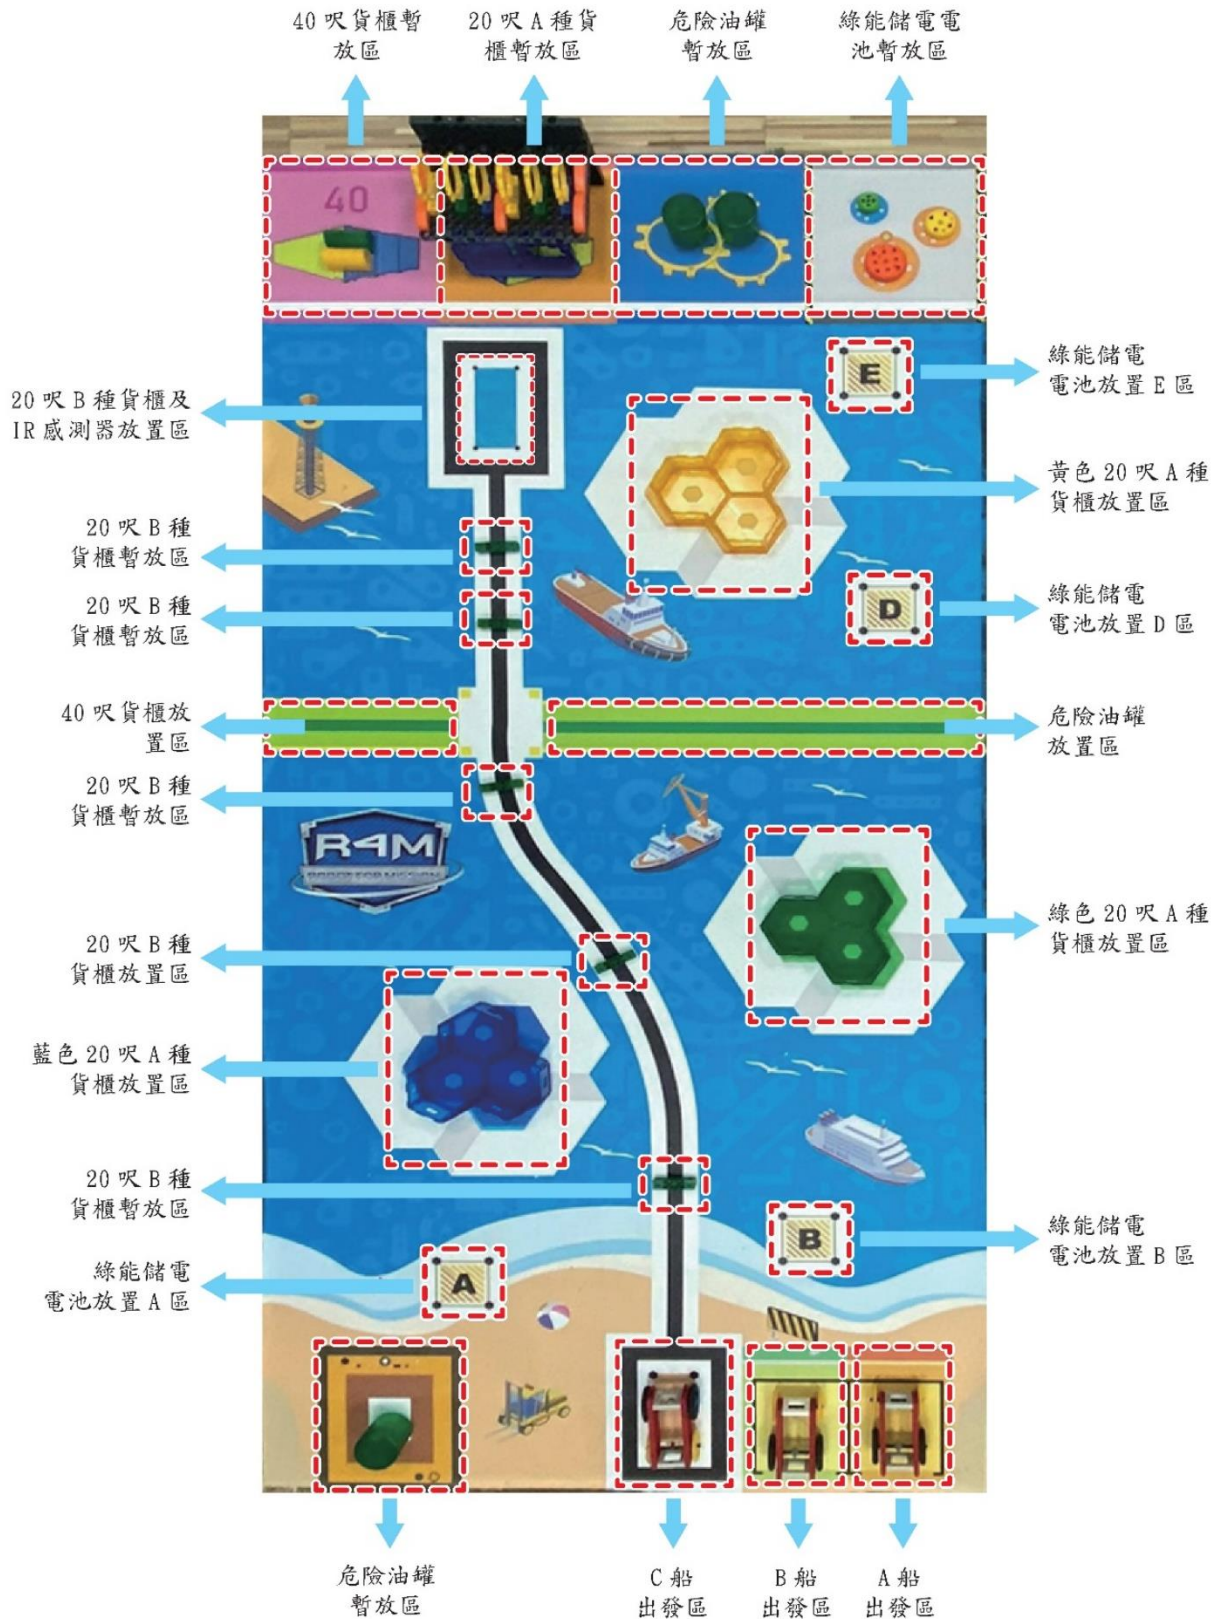 40 呎貨櫃暫
放區
20 呎 A 種貨
櫃暫放區
危險油罐
暫放區
綠能儲電電
池暫放區
40
E
綠能儲電
電池放置 E 區
20 呎 B 種貨櫃及
IR 感測器放置區
黃色 20 呎 A 種
貨櫃放置區
20 呎 B 種
貨櫃暫放區
20 呎 B 種
貨櫃暫放區
D
綠能儲電
電池放置 D 區
40 呎貨櫃放
置區
危險油罐
放置區
20 呎 B 種
貨櫃暫放區
R4M
ROBOT FOR MISSION
綠色 20 呎 A 種
貨櫃放置區
20 呎 B 種
貨櫃放置區
藍色 20 呎 A 種
貨櫃放置區
20 呎 B 種
貨櫃暫放區
B
綠能儲電
電池放置 B 區
綠能儲電
電池放置 A 區
A
危險油罐
暫放區
C 船
出發區
B 船
出發區
A 船
出發區